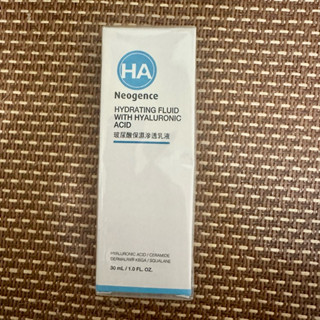 HA
Neogence
HYDRATING FLUID
WITH HYALURONIC
ACID
玻尿酸保濕滲透乳液
HYALURONIC ACID / CERAMIDE
/ SQUALANE
30 mL / 1.0 FL. OZ.